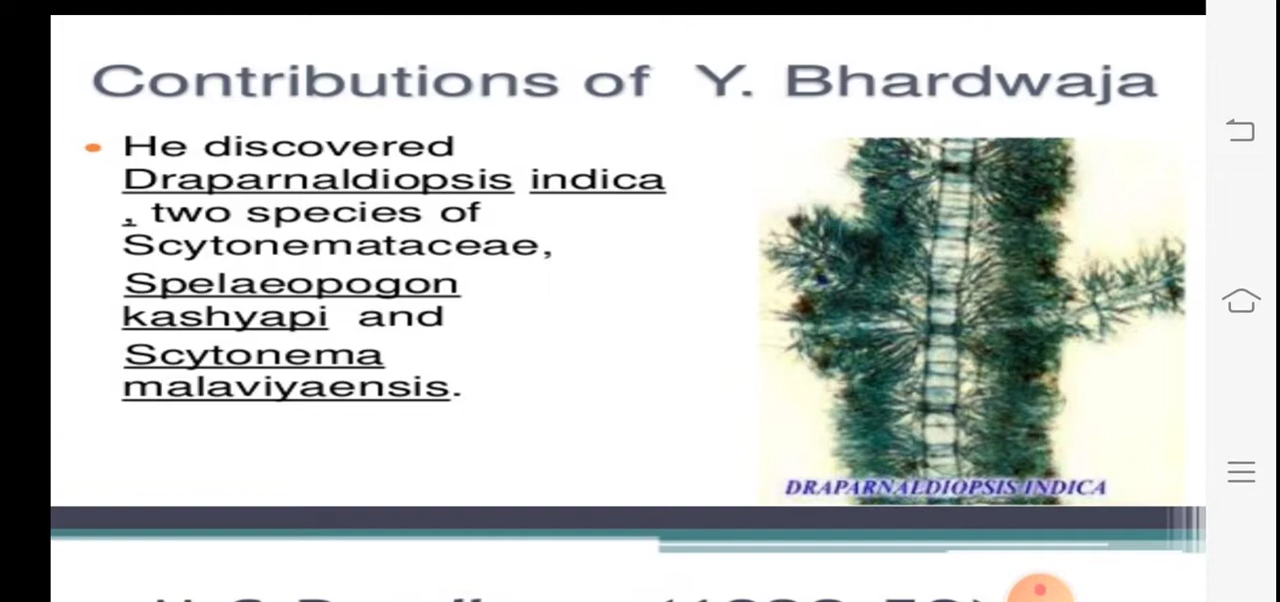 Contributions of Y. Bhardwaja
• He discovered
Draparnaldiopsis indica
, two species of
Scytonemataceae,
Spelaeopogon
kashyapi and
Scytonema
malaviyaensis.
DRAPARNALDIOPSIS INDICA